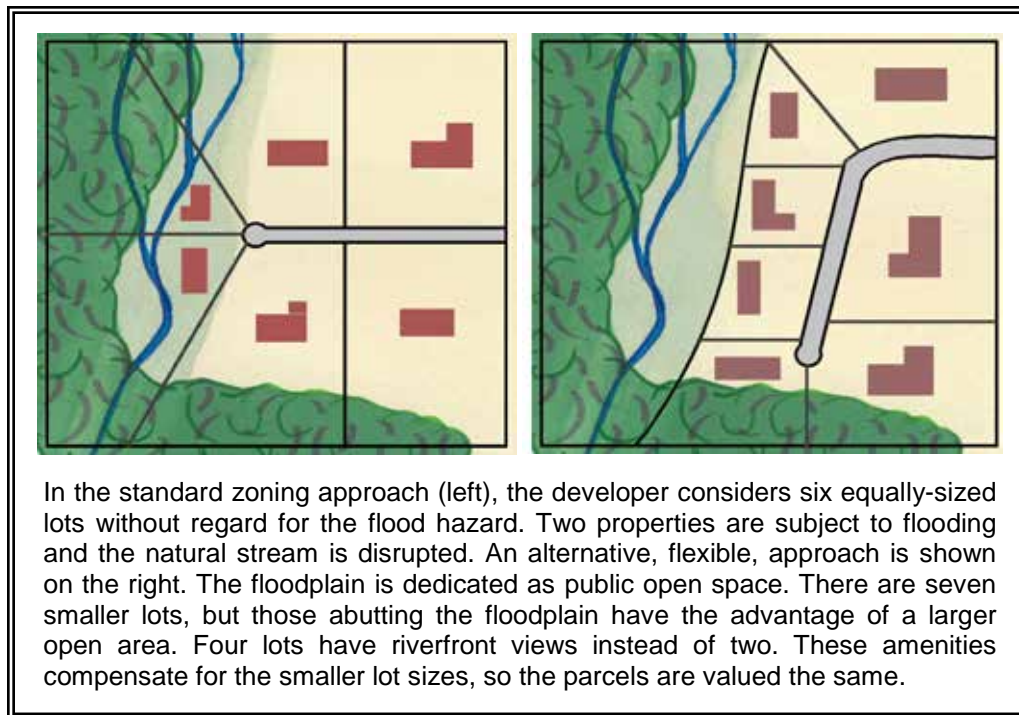 In the standard zoning approach (left), the developer considers six equally-sized
lots without regard for the flood hazard. Two properties are subject to flooding
and the natural stream is disrupted. An alternative, flexible, approach is shown
on the right. The floodplain is dedicated as public open space. There are seven
smaller lots, but those abutting the floodplain have the advantage of a larger
open area. Four lots have riverfront views instead of two. These amenities
compensate for the smaller lot sizes, so the parcels are valued the same.